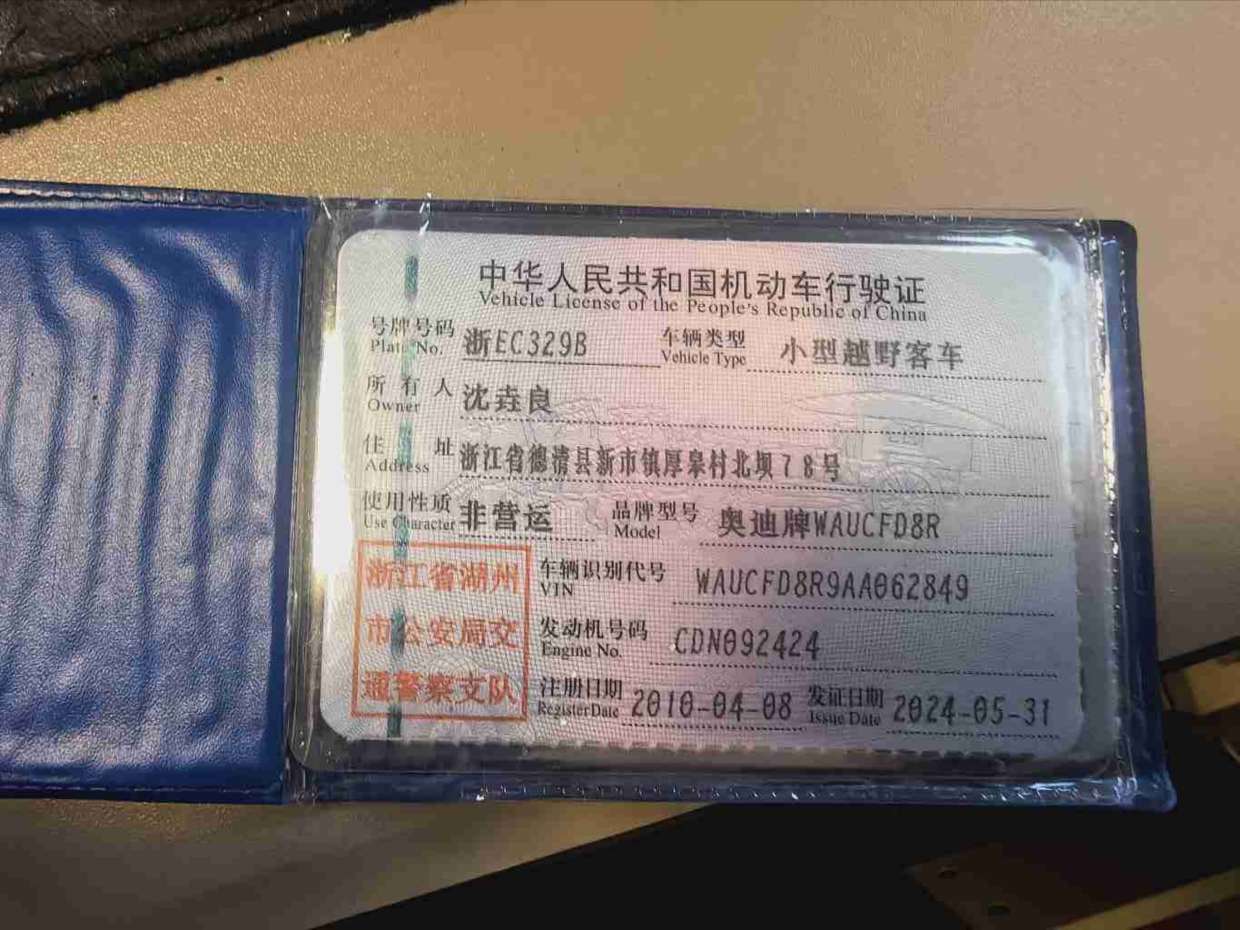 中华人民共和国机动车行驶证
Vehicle License of the People's Republic of China
号牌号码 浙EC329B 车辆类型 小型越野客车
Plate No. Vehicle Type
所有人 沈垚良
Owner
住址 浙江省德清县新市镇厚皋村北坝78号
Address
使用性质 非营运 品牌型号 奥迪牌WAUCFD8R
Use Character Model
浙江省湖州
市公安局交
通警察支队
车辆识别代号 WAUCFD8R9AA062849
VIN
发动机号码 CDN092424
Engine No.
注册日期 2010-04-08 发证日期 2024-05-31
Register Date Issue Date